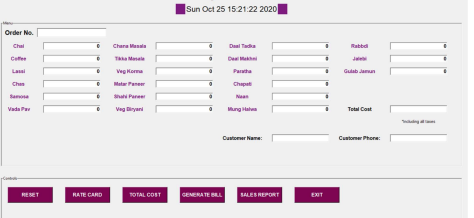 Sun Oct 25 15:21:22 2020
Menu
Order No.
Chai 0 Chana Masala 0 Daal Tadka 0 Rabbdi 0
Coffee 0 Tikka Masala 0 Daal Makhni 0 Jalebi 0
Lassi 0 Veg Korma 0 Paratha 0 Gulab Jamun 0
Chas 0 Matar Paneer 0 Chapati 0
Samosa 0 Shahi Paneer 0 Naan 0
Vada Pav 0 Veg Biryani 0 Mung Halwa 0 Total Cost
*Including all taxes
Customer Name: Customer Phone:
Controls
RESET RATE CARD TOTAL COST GENERATE BILL SALES REPORT EXIT